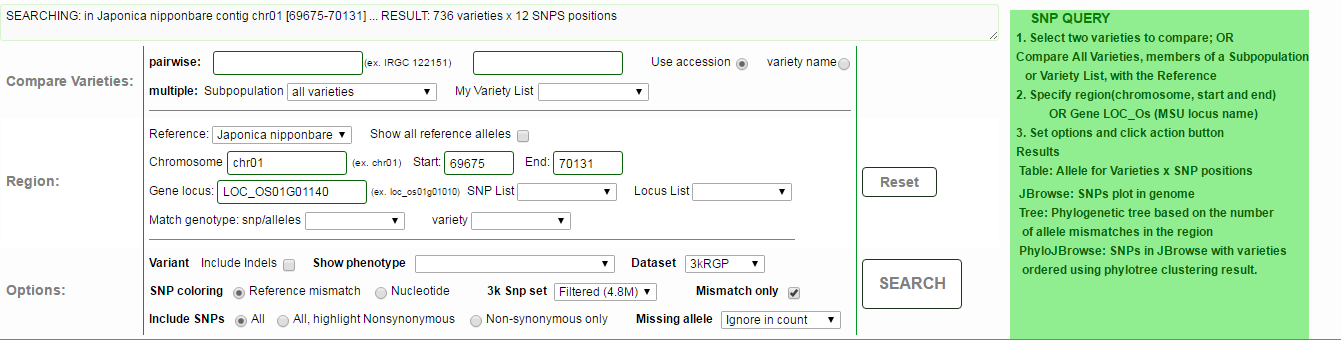 SEARCHING: in Japonica nipponbare contig chr01 [69675-70131] ... RESULT: 736 varieties x 12 SNPS positions
Compare Varieties:
pairwise: (ex. IRGC 122151) Use accession variety name
multiple: Subpopulation all varieties My Variety List
Region:
Reference: Japonica nipponbare Show all reference alleles
Chromosome chr01 (ex. chr01) Start: 69675 End: 70131
Gene locus: LOC_OS01G01140 (ex. loc_os01g01010) SNP List Locus List
Match genotype: snp/alleles variety
Reset
Options:
Variant Include Indels Show phenotype Dataset 3kRGP
SNP coloring Reference mismatch Nucleotide 3k Snp set Filtered (4.8M) Mismatch only
Include SNPs All All, highlight Nonsynonymous Non-synonymous only Missing allele Ignore in count
SEARCH
SNP QUERY
1. Select two varieties to compare; OR
Compare All Varieties, members of a Subpopulation
or Variety List, with the Reference
2. Specify region(chromosome, start and end)
OR Gene LOC_Os (MSU locus name)
3. Set options and click action button
Results
Table: Allele for Varieties x SNP positions
JBrowse: SNPs plot in genome
Tree: Phylogenetic tree based on the number
of allele mismatches in the region
PhyloJBrowse: SNPs in JBrowse with varieties
ordered using phylotree clustering result.